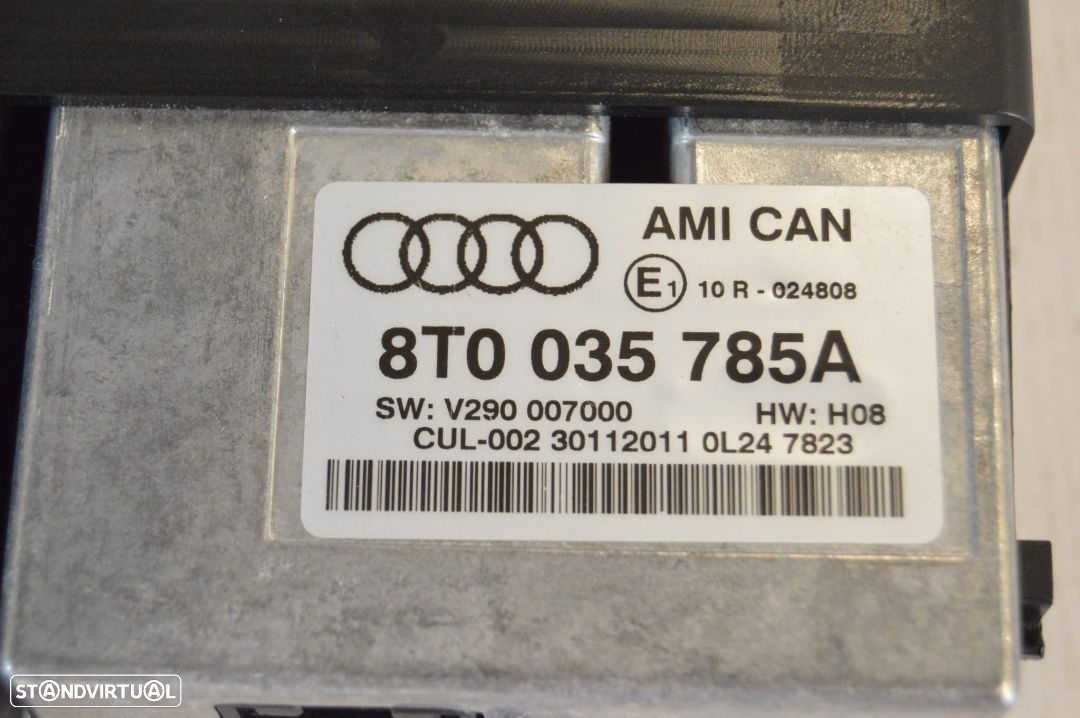 AMI CAN
E1 10 R - 024808
8T0 035 785A
SW: V290 007000 HW: H08
CUL-002 30112011 0L24 7823
STANDVIRTUAL